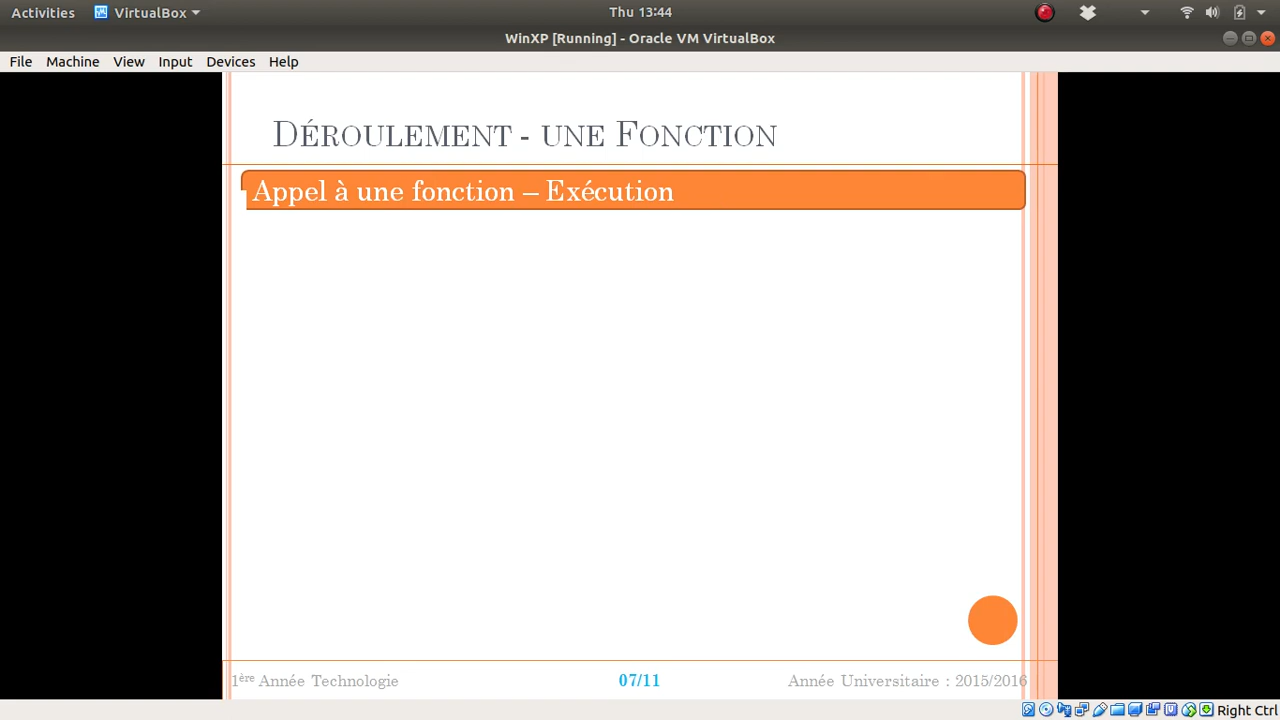 Activities VirtualBox Thu 13:44
WinXP [Running] - Oracle VM VirtualBox
File Machine View Input Devices Help
Déroulement - une Fonction
Appel à une fonction – Exécution
1ère Année Technologie 07/11 Année Universitaire : 2015/2016
Right Ctrl